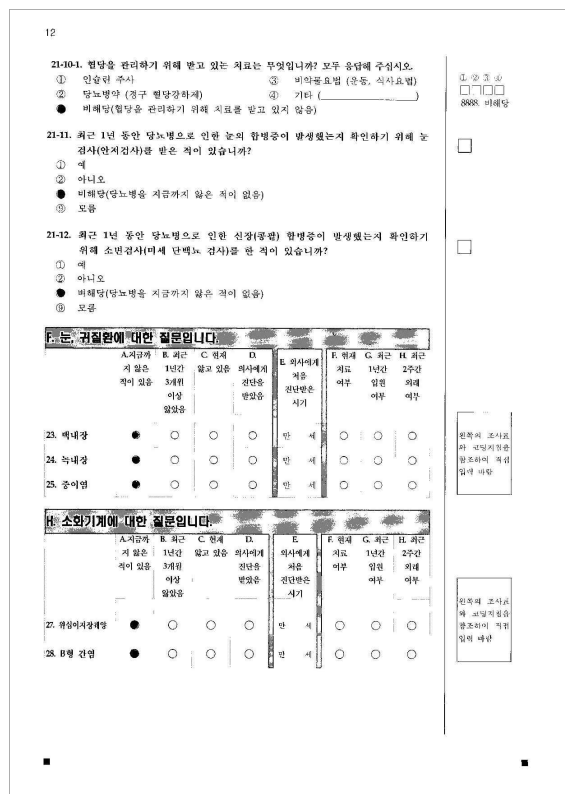 12
21-10-1. 혈당을 관리하기 위해 받고 있는 치료는 무엇입니까? 모두 응답해 주십시오.
① 인슐린 주사 ③ 비약물요법 (운동, 식사요법)
② 당뇨병약 (경구 혈당강하제) ④ 기타 (                    )
● 비해당(혈당을 관리하기 위해 치료를 받고 있지 않음)
① ② ③ ④
□□□□
8888. 비해당
21-11. 최근 1년 동안 당뇨병으로 인한 눈의 합병증이 발생했는지 확인하기 위해 눈
검사(안저검사)를 받은 적이 있습니까?
① 예
② 아니오
● 비해당(당뇨병을 지금까지 앓은 적이 없음)
⑨ 모름
21-12. 최근 1년 동안 당뇨병으로 인한 신장(콩팥) 합병증이 발생했는지 확인하기
위해 소변검사(미세 단백뇨 검사)를 한 적이 있습니까?
① 예
② 아니오
● 비해당(당뇨병을 지금까지 앓은 적이 없음)
⑨ 모름
F. 눈, 귀질환에 대한 질문입니다.
A.지금까지 않은 적이 있음 B. 최근 1년간 3개월 이상 앓았음 C. 현재 앓고 있음 D. 의사에게 진단을 받았음 E. 의사에게 처음 진단받은 시기 F. 현재 치료 여부 G. 최근 1년간 입원 여부 H. 최근 2주간 외래 여부
23. 백내장 ● ○ ○ ○ 만 세 ○ ○ ○
24. 녹내장 ● ○ ○ ○ 만 세 ○ ○ ○
25. 중이염 ● ○ ○ ○ 만 세 ○ ○ ○
왼쪽의 조사표
와 코딩지침을
참조하여 직접
입력 바람
H. 소화기계에 대한 질문입니다.
A.지금까지 않은 적이 있음 B. 최근 1년간 3개월 이상 앓았음 C. 현재 앓고 있음 D. 의사에게 진단을 받았음 E. 의사에게 처음 진단받은 시기 F. 현재 치료 여부 G. 최근 1년간 입원 여부 H. 최근 2주간 외래 여부
27. 위십이지장궤양 ● ○ ○ ○ 만 세 ○ ○ ○
28. B형 간염 ● ○ ○ ○ 만 세 ○ ○ ○
왼쪽의 조사표
와 코딩지침을
참조하여 직접
입력 바람